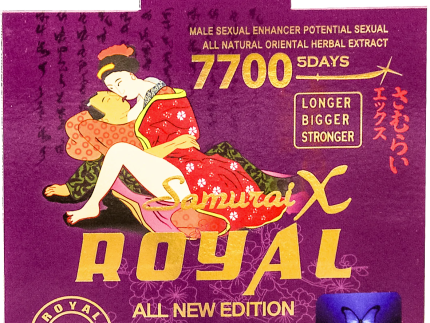 MALE SEXUAL ENHANCER POTENTIAL SEXUAL
ALL NATURAL ORIENTAL HERBAL EXTRACT
7700 5DAYS
LONGER
BIGGER
STRONGER
さむらい
エックス
Samurai X
ROYAL
ALL NEW EDITION
ROYAL